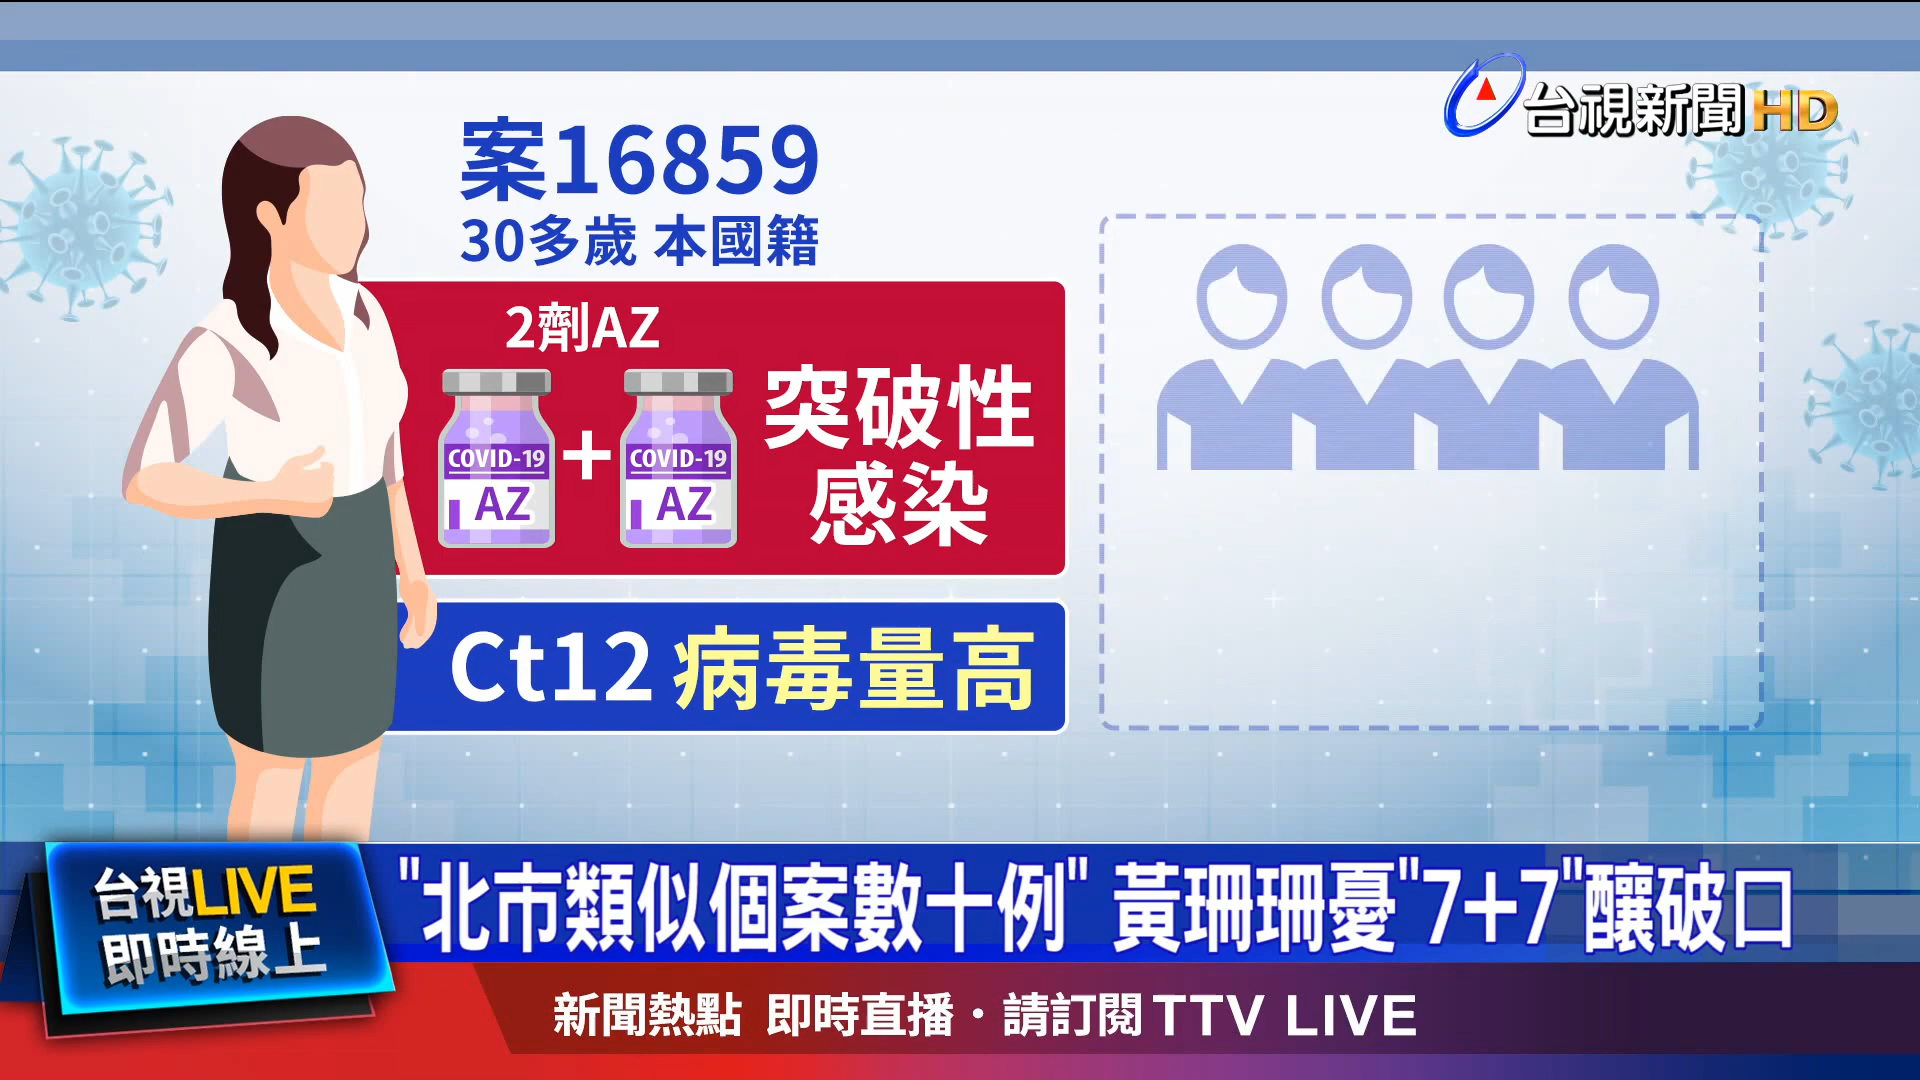 台視新聞HD
案16859
30多歲 本國籍
2劑AZ
COVID-19
AZ
+
COVID-19
AZ
突破性
感染
Ct12 病毒量高
台視LIVE
即時線上
"北市類似個案數十例" 黃珊珊憂"7+7"釀破口
新聞熱點 即時直播・請訂閱TTV LIVE